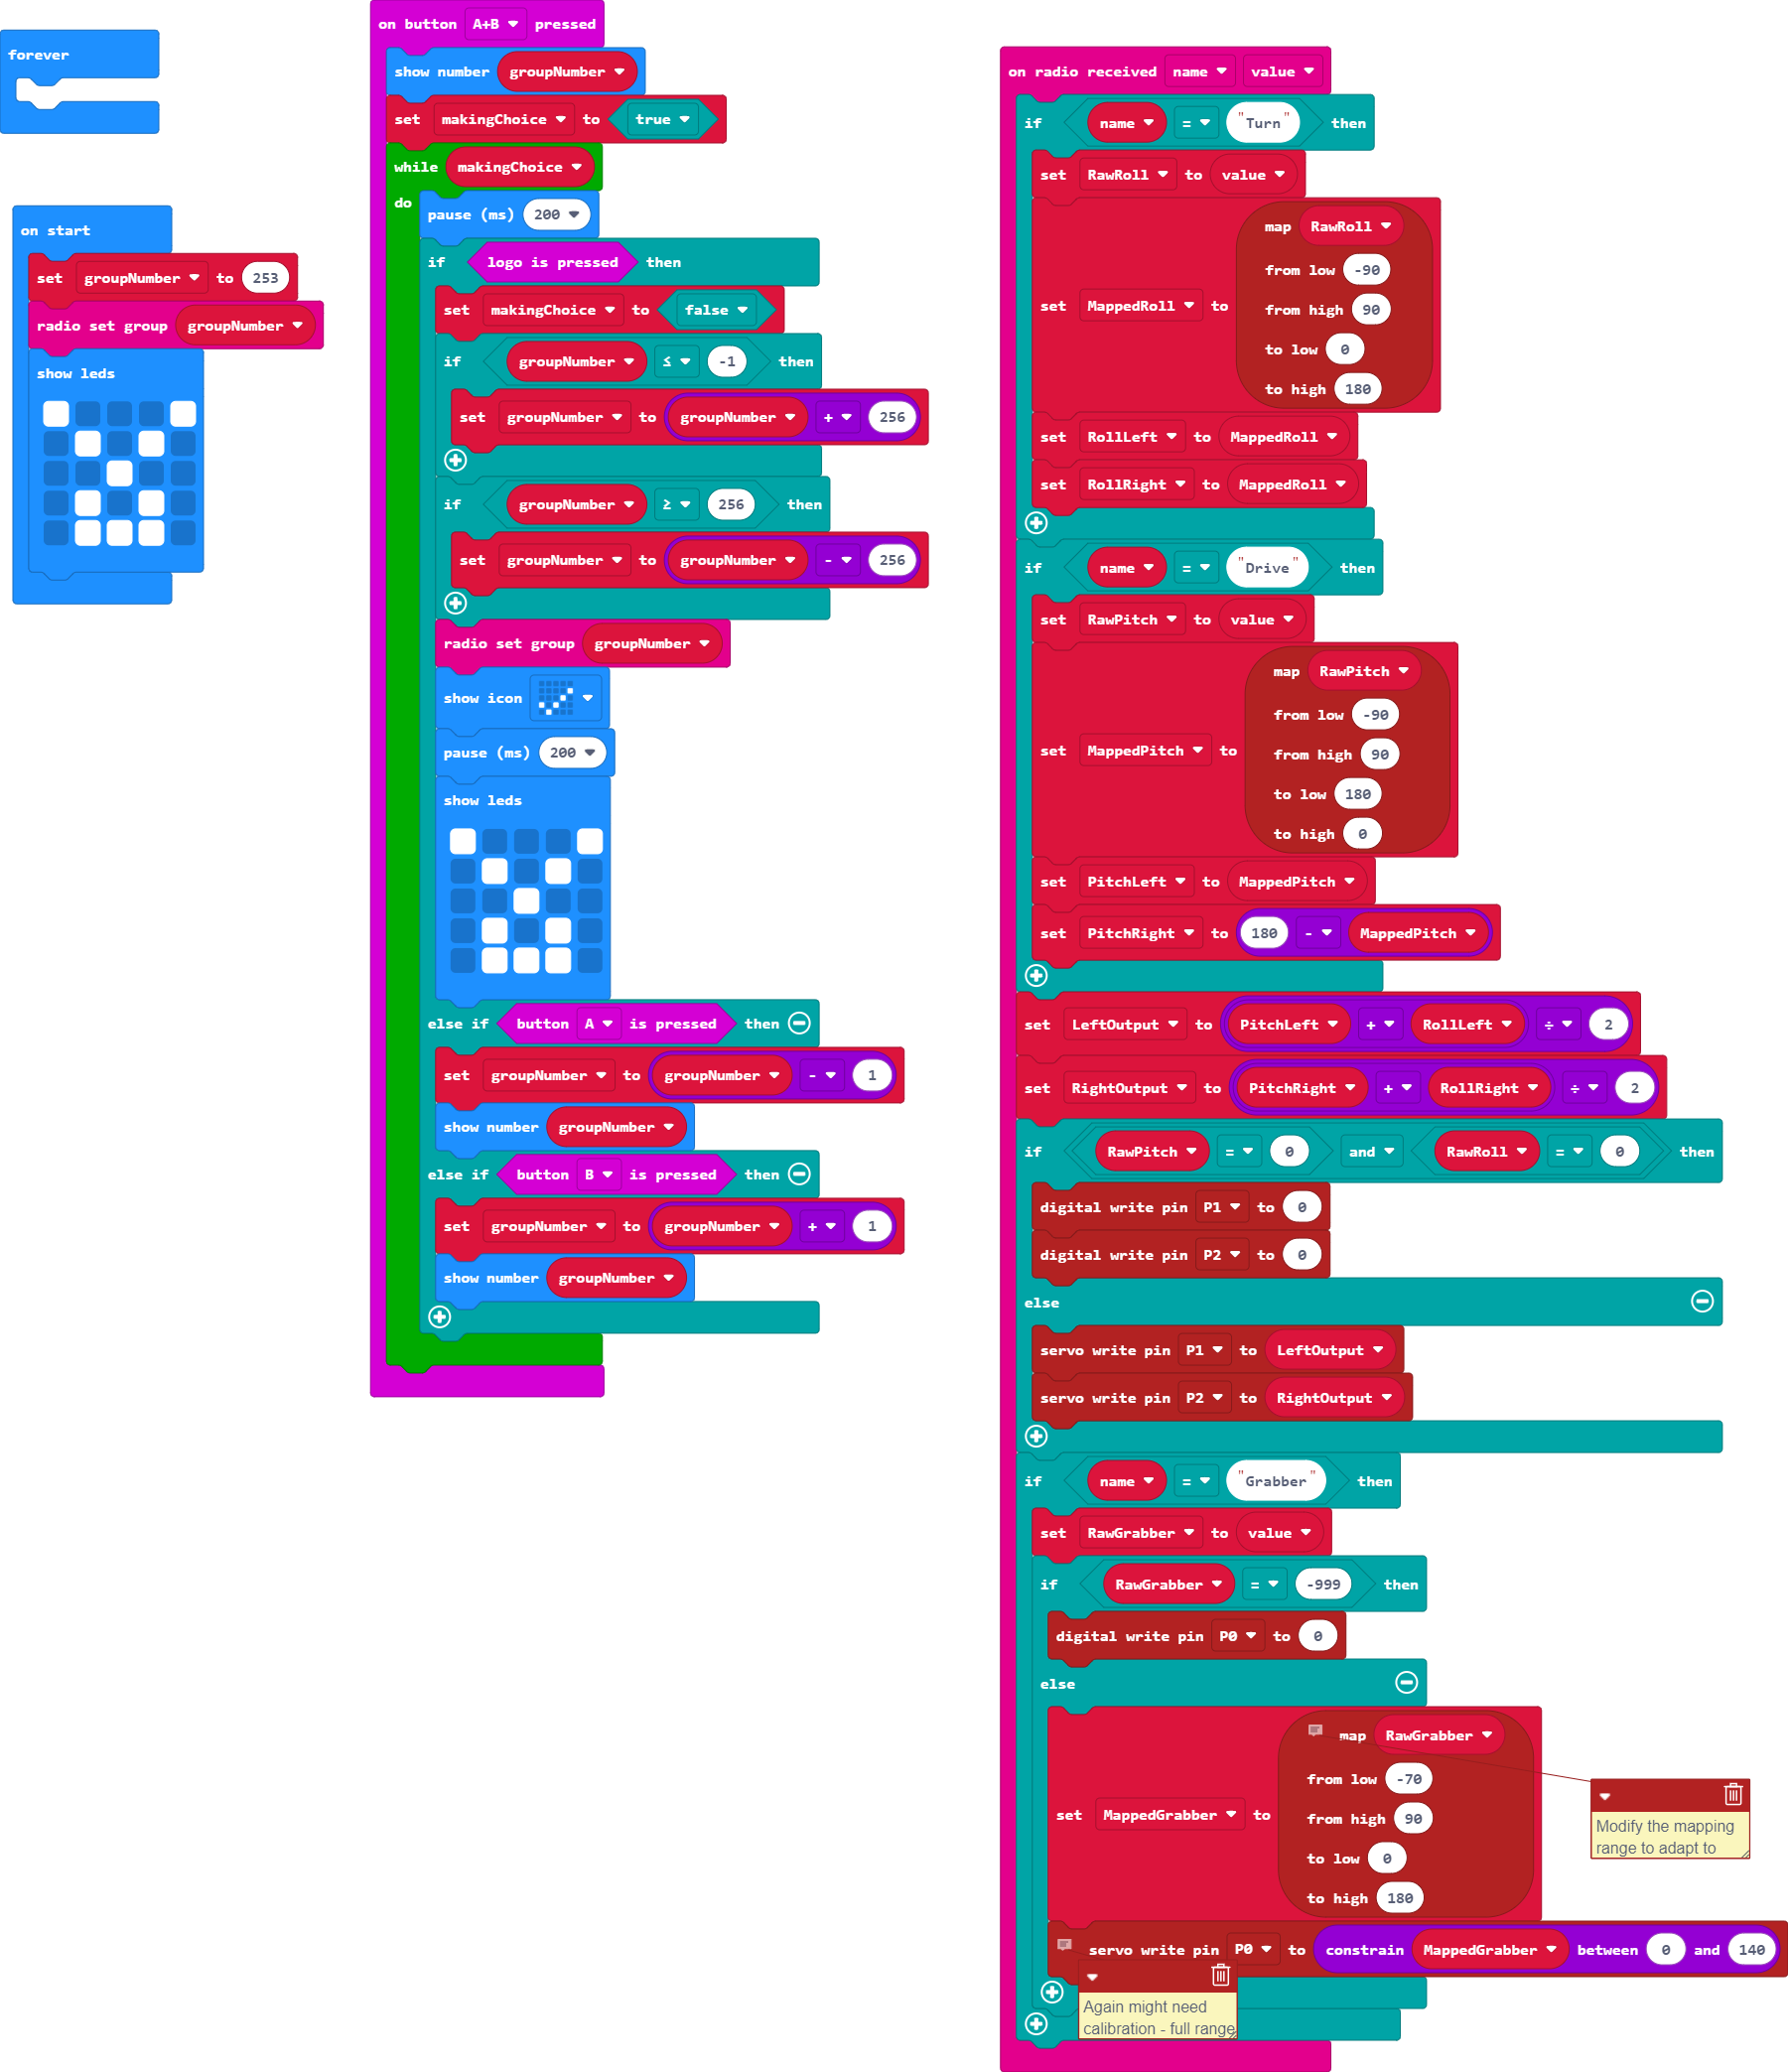 forever
on start
set groupNumber to 253
radio set group groupNumber
show leds
on button A+B pressed
show number groupNumber
set makingChoice to true
while makingChoice
do
pause (ms) 200
if logo is pressed then
set makingChoice to false
if groupNumber ≤ -1 then
set groupNumber to groupNumber + 256
if groupNumber ≥ 256 then
set groupNumber to groupNumber - 256
radio set group groupNumber
show icon
pause (ms) 200
show leds
else if button A is pressed then
set groupNumber to groupNumber - 1
show number groupNumber
else if button B is pressed then
set groupNumber to groupNumber + 1
show number groupNumber
on radio received name value
if name = "Turn" then
set RawRoll to value
set MappedRoll to
map RawRoll
from low -90
from high 90
to low 0
to high 180
set RollLeft to MappedRoll
set RollRight to MappedRoll
if name = "Drive" then
set RawPitch to value
set MappedPitch to
map RawPitch
from low -90
from high 90
to low 180
to high 0
set PitchLeft to MappedPitch
set PitchRight to 180 - MappedPitch
set LeftOutput to PitchLeft + RollLeft ÷ 2
set RightOutput to PitchRight + RollRight ÷ 2
if RawPitch = 0 and RawRoll = 0 then
digital write pin P1 to 0
digital write pin P2 to 0
else
servo write pin P1 to LeftOutput
servo write pin P2 to RightOutput
if name = "Grabber" then
set RawGrabber to value
if RawGrabber = -999 then
digital write pin P0 to 0
else
set MappedGrabber to
map RawGrabber
from low -70
from high 90
to low 0
to high 180
Modify the mapping
range to adapt to
servo write pin P0 to constrain MappedGrabber between 0 and 140
Again might need
calibration - full range